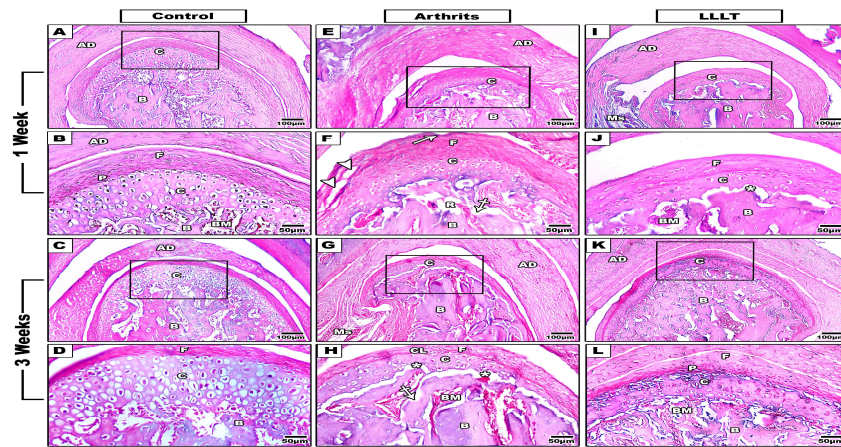 Control Arthrits LLLT
1 Week
3 Weeks
A AD C B 100µm
E AD C B 100µm
I AD C Ms B 100µm
B AD F P C BM B 50µm
F F C R B 50µm
J F C * BM B 50µm
C AD C B 100µm
G C AD B Ms 100µm
K AD C B 100µm
D F C B 50µm
H CL F C * * BM B 50µm
L F P C BM B 50µm